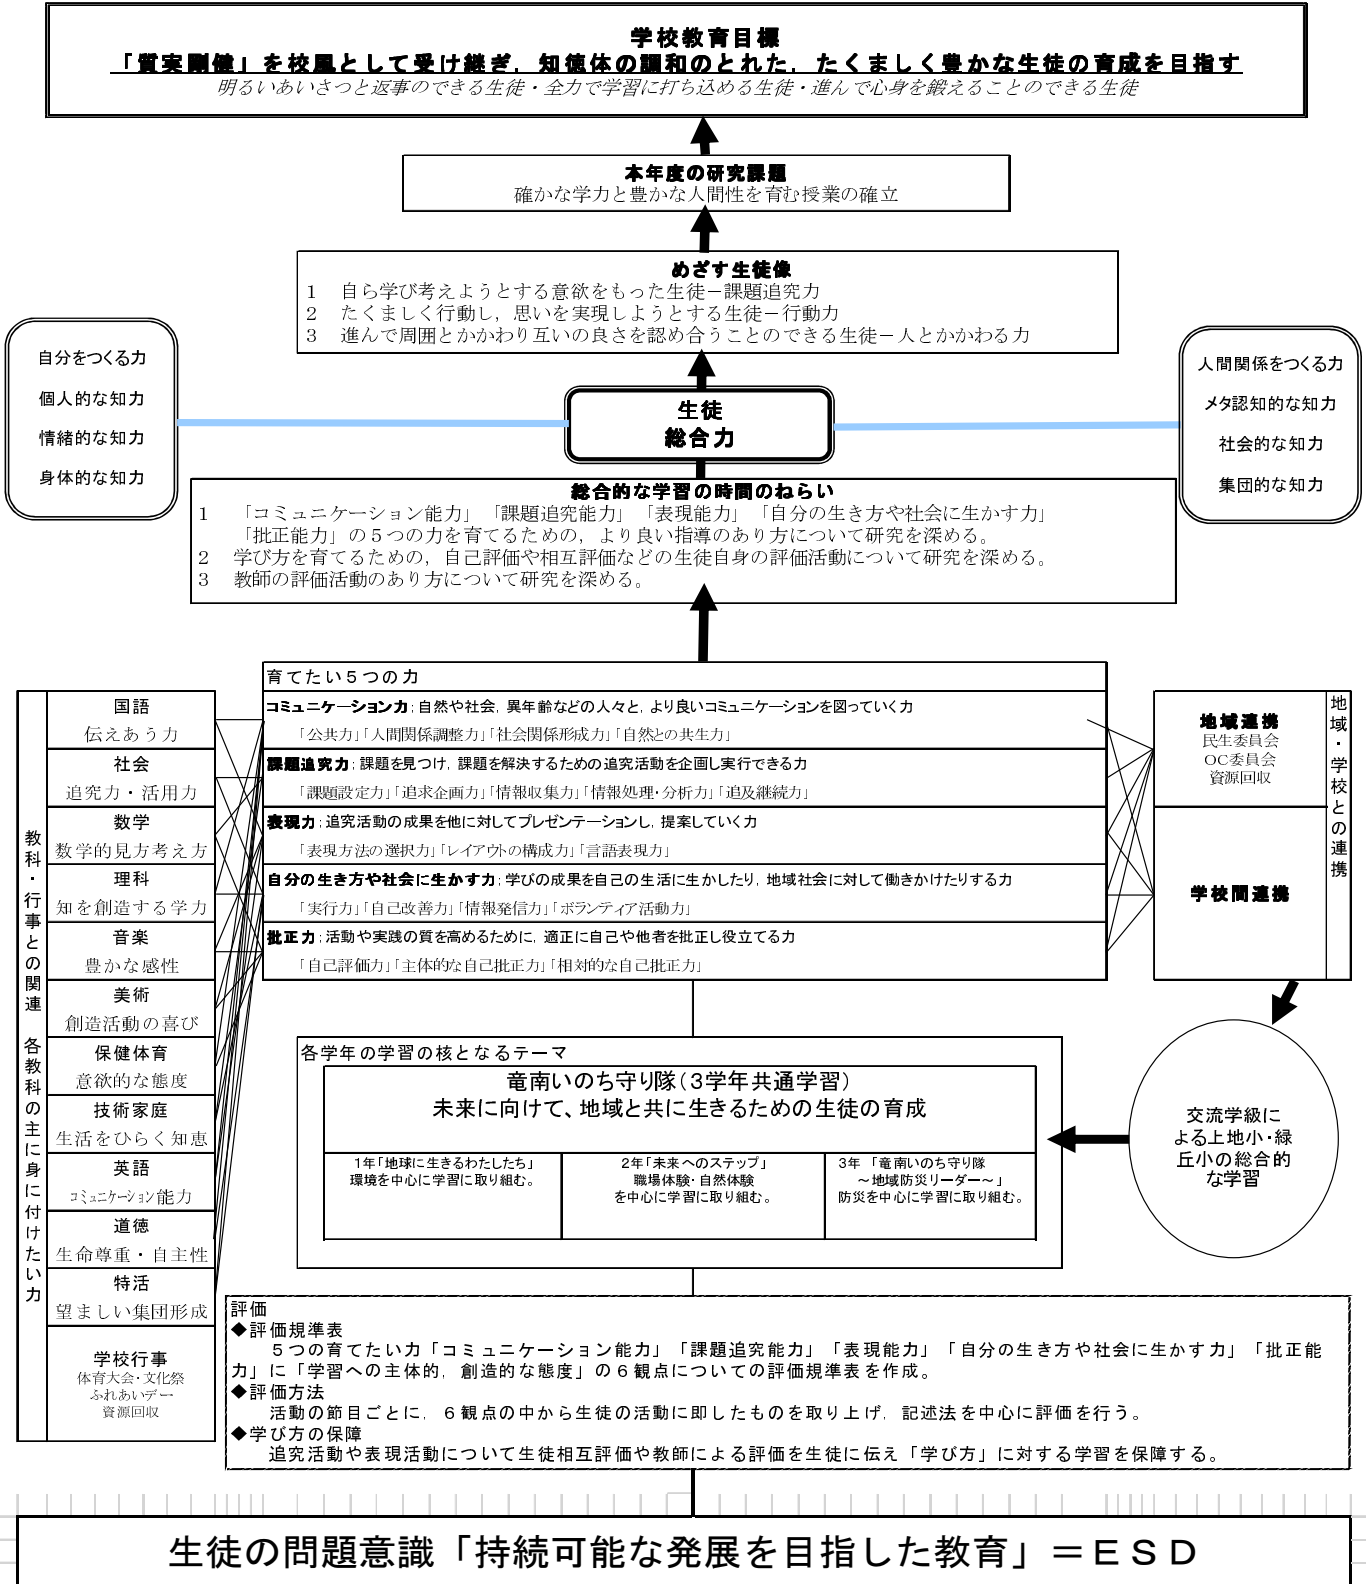 学校教育目標
「質実剛健」を校風として受け継ぎ，知徳体の調和のとれた，たくましく豊かな生徒の育成を目指す
明るいあいさつと返事のできる生徒・全力で学習に打ち込める生徒・進んで心身を鍛えることのできる生徒
本年度の研究課題
確かな学力と豊かな人間性を育む授業の確立
めざす生徒像
1　自ら学び考えようとする意欲をもった生徒－課題追究力
2　たくましく行動し，思いを実現しようとする生徒－行動力
3　進んで周囲とかかわり互いの良さを認め合うことのできる生徒－人とかかわる力
自分をつくる力
個人的な知力
情緒的な知力
身体的な知力
生徒
総合力
人間関係をつくる力
メタ認知的な知力
社会的な知力
集団的な知力
総合的な学習の時間のねらい
1　「コミュニケーション能力」「課題追究能力」「表現能力」「自分の生き方や社会に生かす力」
「批正能力」の５つの力を育てるための，より良い指導のあり方について研究を深める。
2　学び方を育てるための，自己評価や相互評価などの生徒自身の評価活動について研究を深める。
3　教師の評価活動のあり方について研究を深める。
教科・行事との関連　各教科の主に身に付けたい力
国語
伝えあう力
社会
追究力・活用力
数学
数学的見方考え方
理科
知を創造する学力
音楽
豊かな感性
美術
創造活動の喜び
保健体育
意欲的な態度
技術家庭
生活をひらく知恵
英語
コミュニケーション能力
道徳
生命尊重・自主性
特活
望ましい集団形成
学校行事
体育大会・文化祭
ふれあいデー
資源回収
育てたい５つの力
コミュニケーション力；自然や社会，異年齢などの人々と，より良いコミュニケーションを図っていく力
「公共力」「人間関係調整力」「社会関係形成力」「自然との共生力」
課題追究力；課題を見つけ，課題を解決するための追究活動を企画し実行できる力
「課題設定力」「追求企画力」「情報収集力」「情報処理・分析力」「追及継続力」
表現力；追究活動の成果を他に対してプレゼンテーションし，提案していく力
「表現方法の選択力」「レイアウトの構成力」「言語表現力」
自分の生き方や社会に生かす力；学びの成果を自己の生活に生かしたり，地域社会に対して働きかけたりする力
「実行力」「自己改善力」「情報発信力」「ボランティア活動力」
批正力；活動や実践の質を高めるために，適正に自己や他者を批正し役立てる力
「自己評価力」「主体的な自己批正力」「相対的な自己批正力」
地域連携
民生委員会
OC委員会
資源回収
学校間連携
地域・学校との連携
各学年の学習の核となるテーマ
竜南いのち守り隊（３学年共通学習）
未来に向けて、地域と共に生きるための生徒の育成
1年「地球に生きるわたしたち」
環境を中心に学習に取り組む。
2年「未来へのステップ」
職場体験・自然体験
を中心に学習に取り組む。
3年　「竜南いのち守り隊
～地域防災リーダー～」
防災を中心に学習に取り組む。
交流学級に
よる上地小・緑
丘小の総合的
な学習
評価
◆評価規準表
５つの育てたい力「コミュニケーション能力」「課題追究能力」「表現能力」「自分の生き方や社会に生かす力」「批正能
力」に「学習への主体的，創造的な態度」の６観点についての評価規準表を作成。
◆評価方法
活動の節目ごとに，６観点の中から生徒の活動に即したものを取り上げ，記述法を中心に評価を行う。
◆学び方の保障
追究活動や表現活動について生徒相互評価や教師による評価を生徒に伝え「学び方」に対する学習を保障する。
生徒の問題意識「持続可能な発展を目指した教育」＝ＥＳＤ